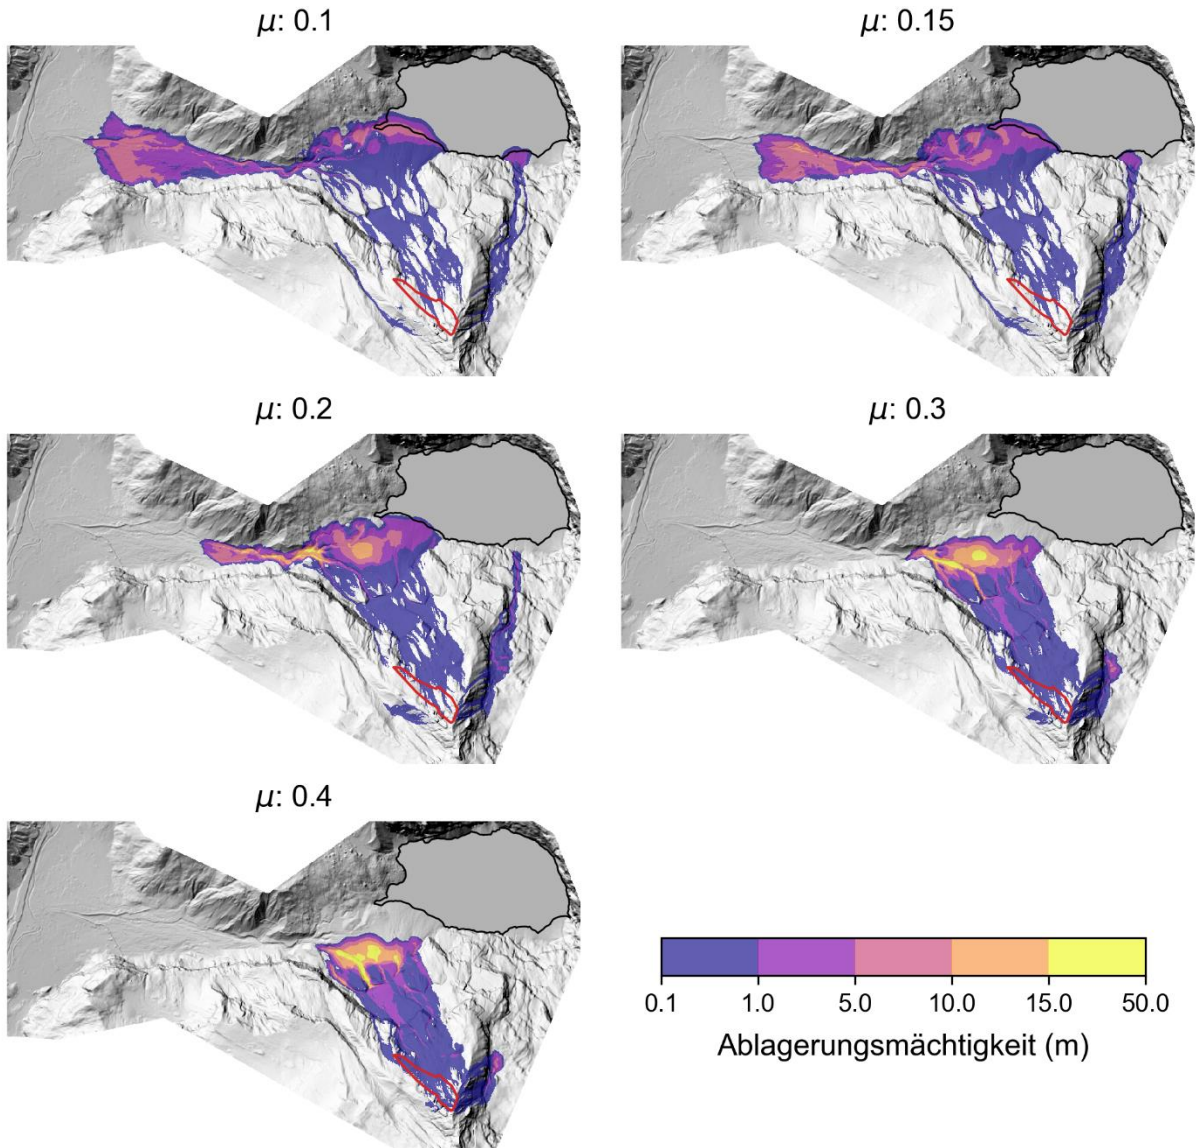 μ: 0.1
μ: 0.15
μ: 0.2
μ: 0.3
μ: 0.4
0.1 1.0 5.0 10.0 15.0 50.0
Ablagerungsmächtigkeit (m)